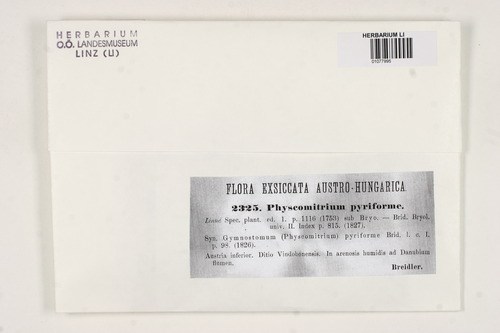 HERBARIUM
O.Ö. LANDESMUSEUM
LINZ (LI)
HERBARIUM LI
01077995
FLORA EXSICCATA AUSTRO-HUNGARICA
2325. Physcomitrium pyriforme.
Linné Spec. plant. ed. 1. p. 1116 (1753) sub Bryo. — Brid. Bryol.
univ. II. Index p. 815. (1827).
Syn. Gymnostomum (Physcomitrium) pyriforme Brid. l. c. I.
p. 98. (1826).
Austria inferior. Ditio Vindobonensis. In arenosis humidis ad Danubium
flumen.
Breidler.